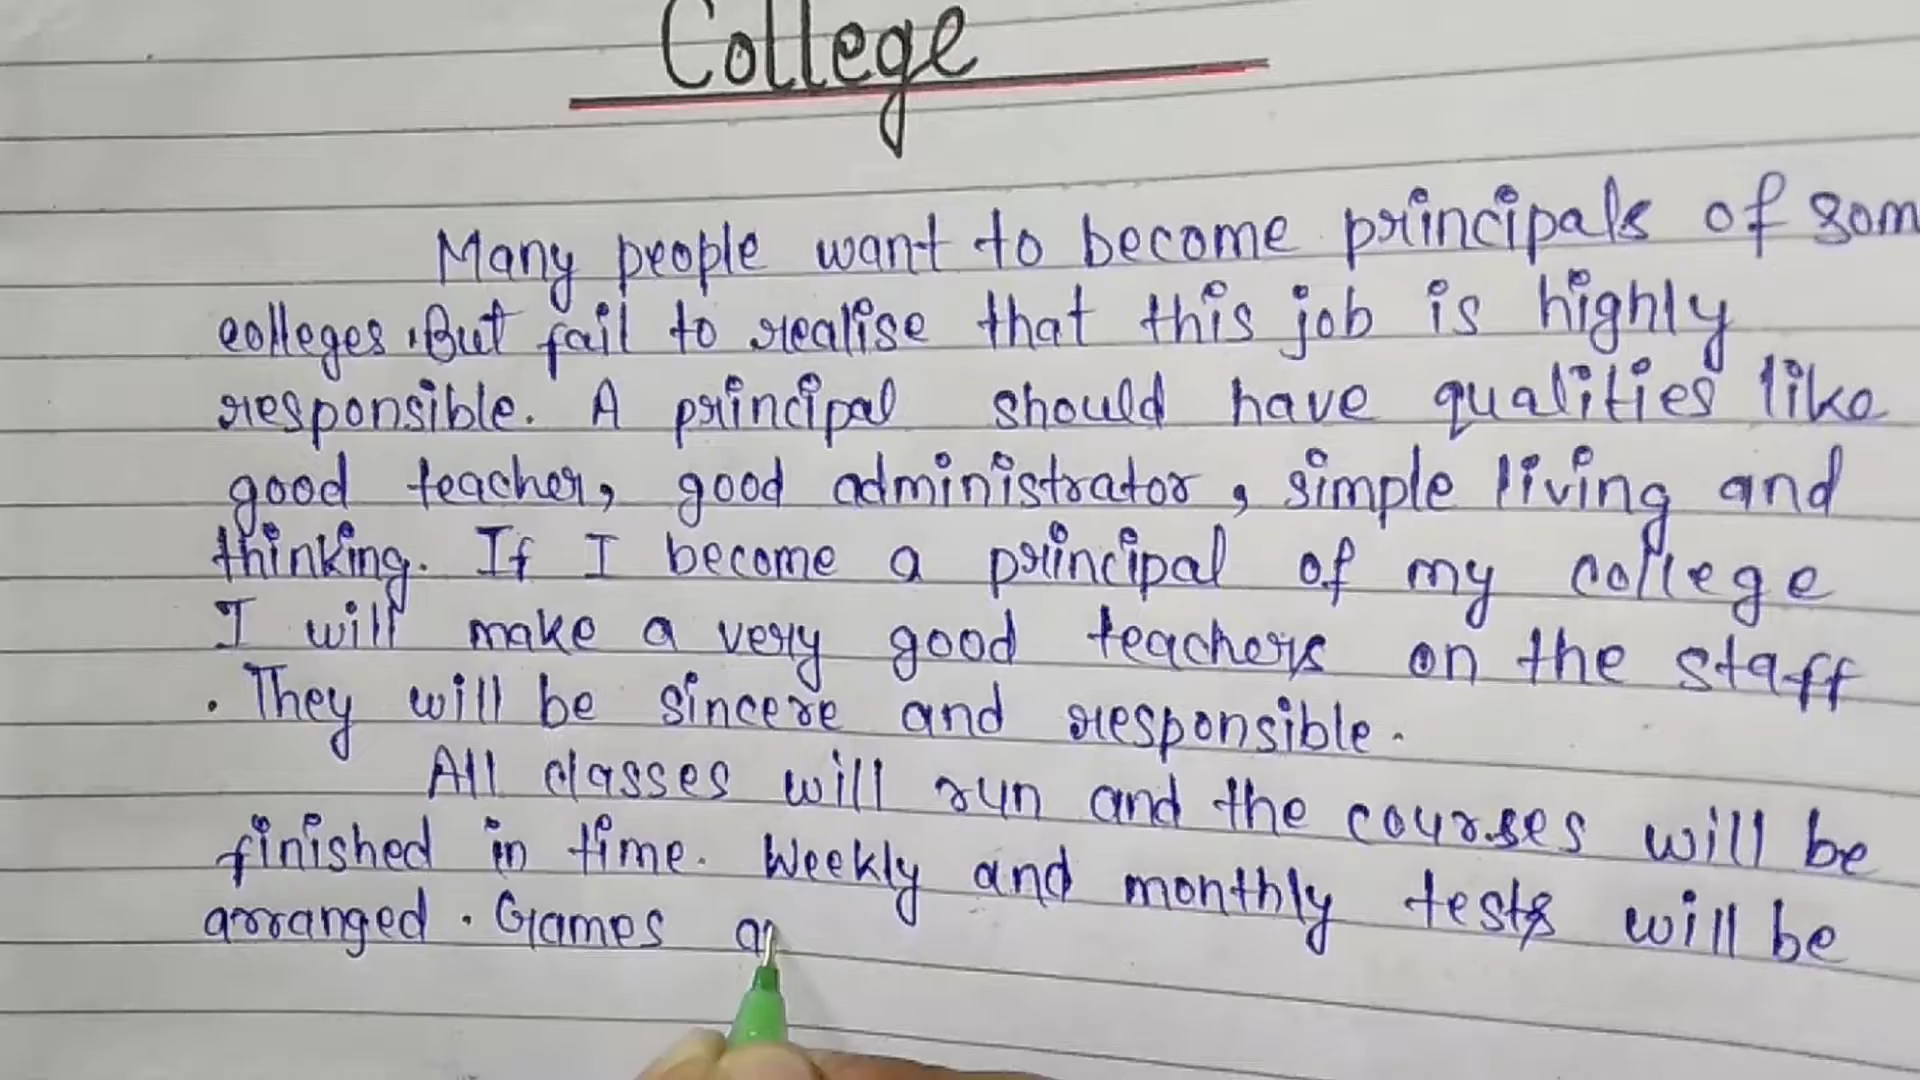 College
Many people want to become principals of som
colleges. But fail to realise that this job is highly
responsible. A principal should have qualities like
good teacher, good administrator, simple living and
thinking. If I become a principal of my college
I will make a very good teachers on the staff
. They will be sincere and responsible.
All classes will run and the courses will be
finished in time. Weekly and monthly tests will be
arranged. Games an